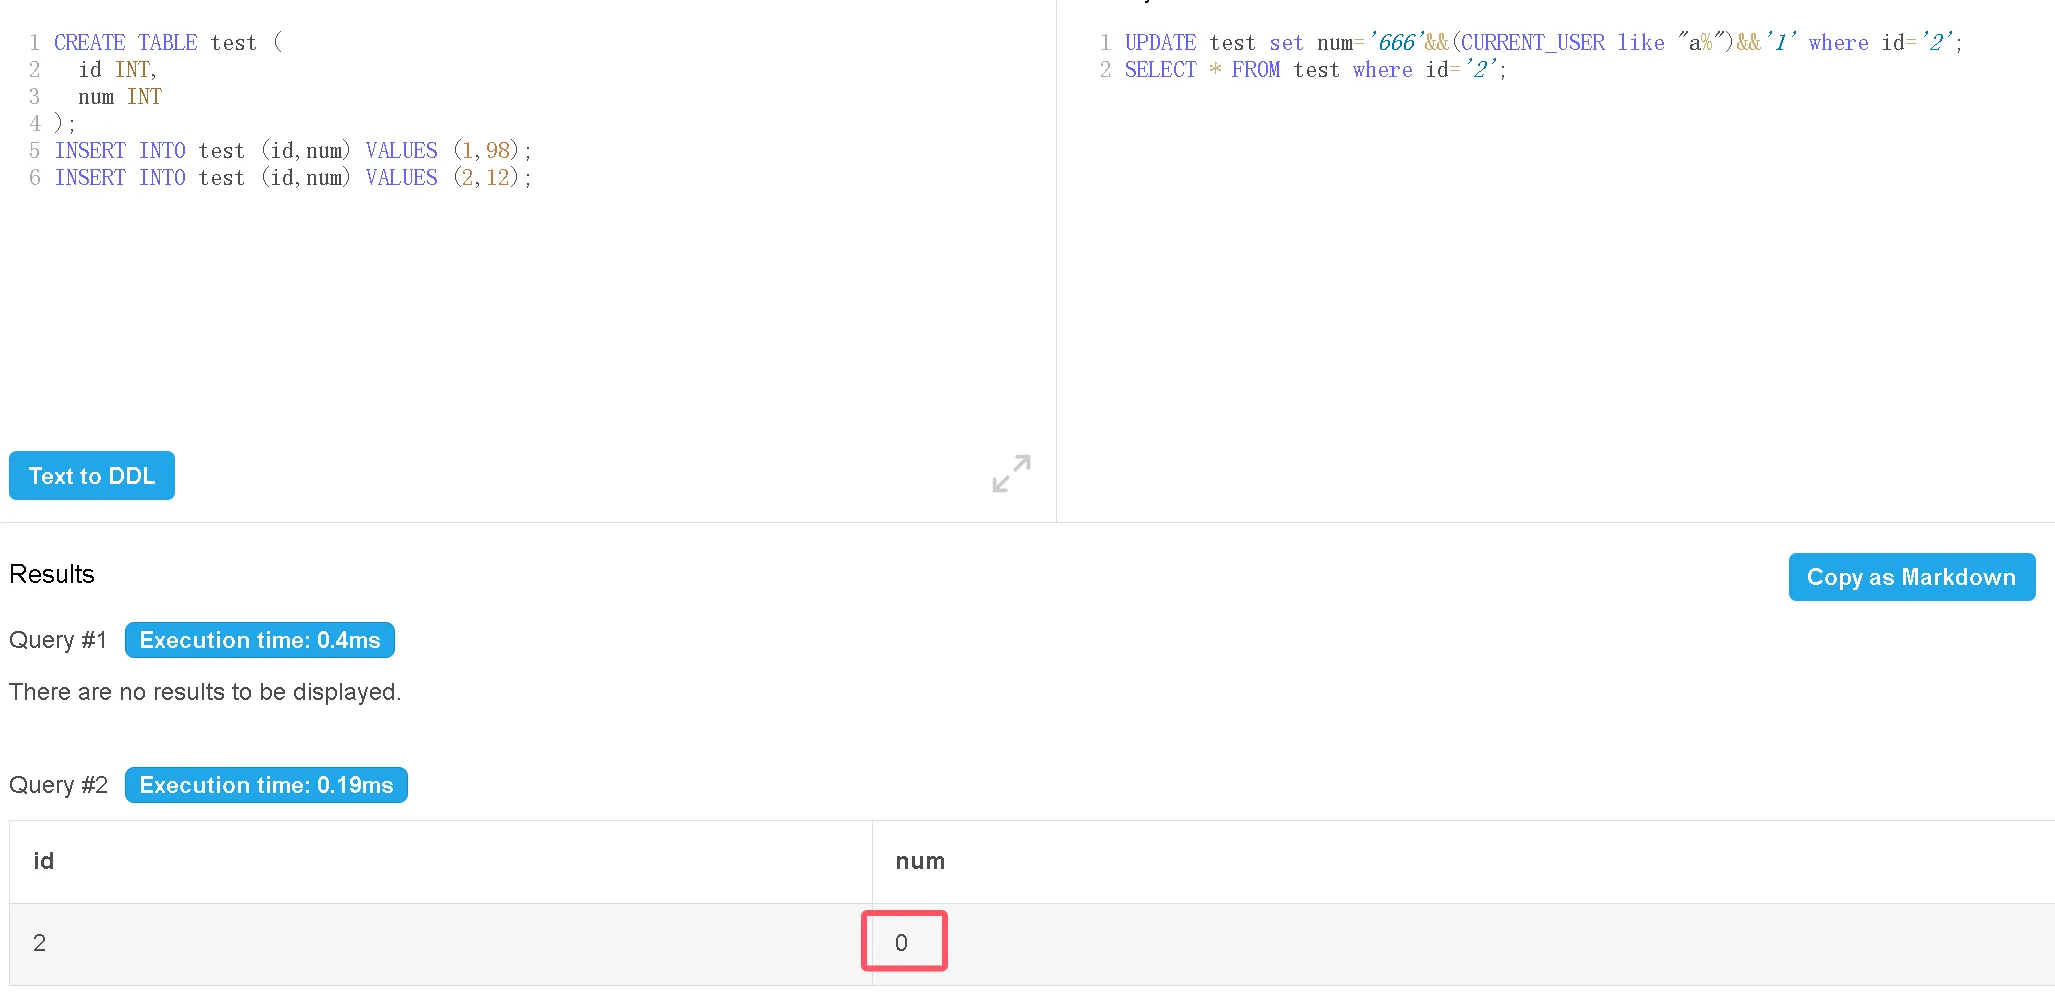 1 CREATE TABLE test (
2 id INT,
3 num INT
4 );
5 INSERT INTO test (id,num) VALUES (1,98);
6 INSERT INTO test (id,num) VALUES (2,12);
1 UPDATE test set num='666'&&(CURRENT_USER like "a%")&&'1' where id='2';
2 SELECT * FROM test where id='2';
Text to DDL
Results
Copy as Markdown
Query #1 Execution time: 0.4ms
There are no results to be displayed.
Query #2 Execution time: 0.19ms
id num
2 0